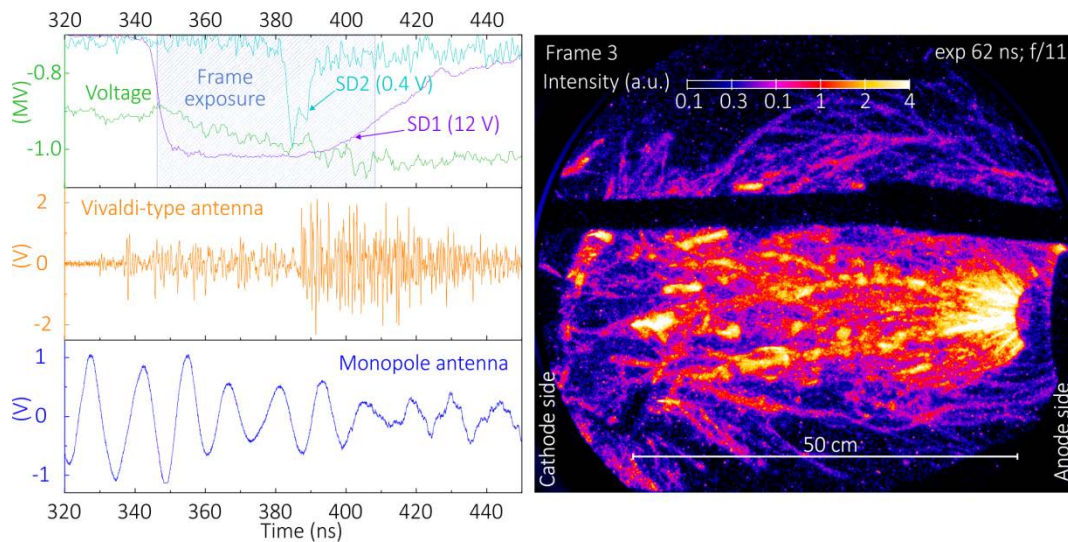 320 340 360 380 400 420 440
-0.8
-1.0
(MV)
Voltage
Frame
exposure
SD2 (0.4 V)
SD1 (12 V)
2
0
-2
(V)
Vivaldi-type antenna
1
0
-1
(V)
Monopole antenna
320 340 360 380 400 420 440
Time (ns)
Frame 3
exp 62 ns; f/11
Intensity (a.u.)
0.1 0.3 0.1 1 2 4
Cathode side
50 cm
Anode side